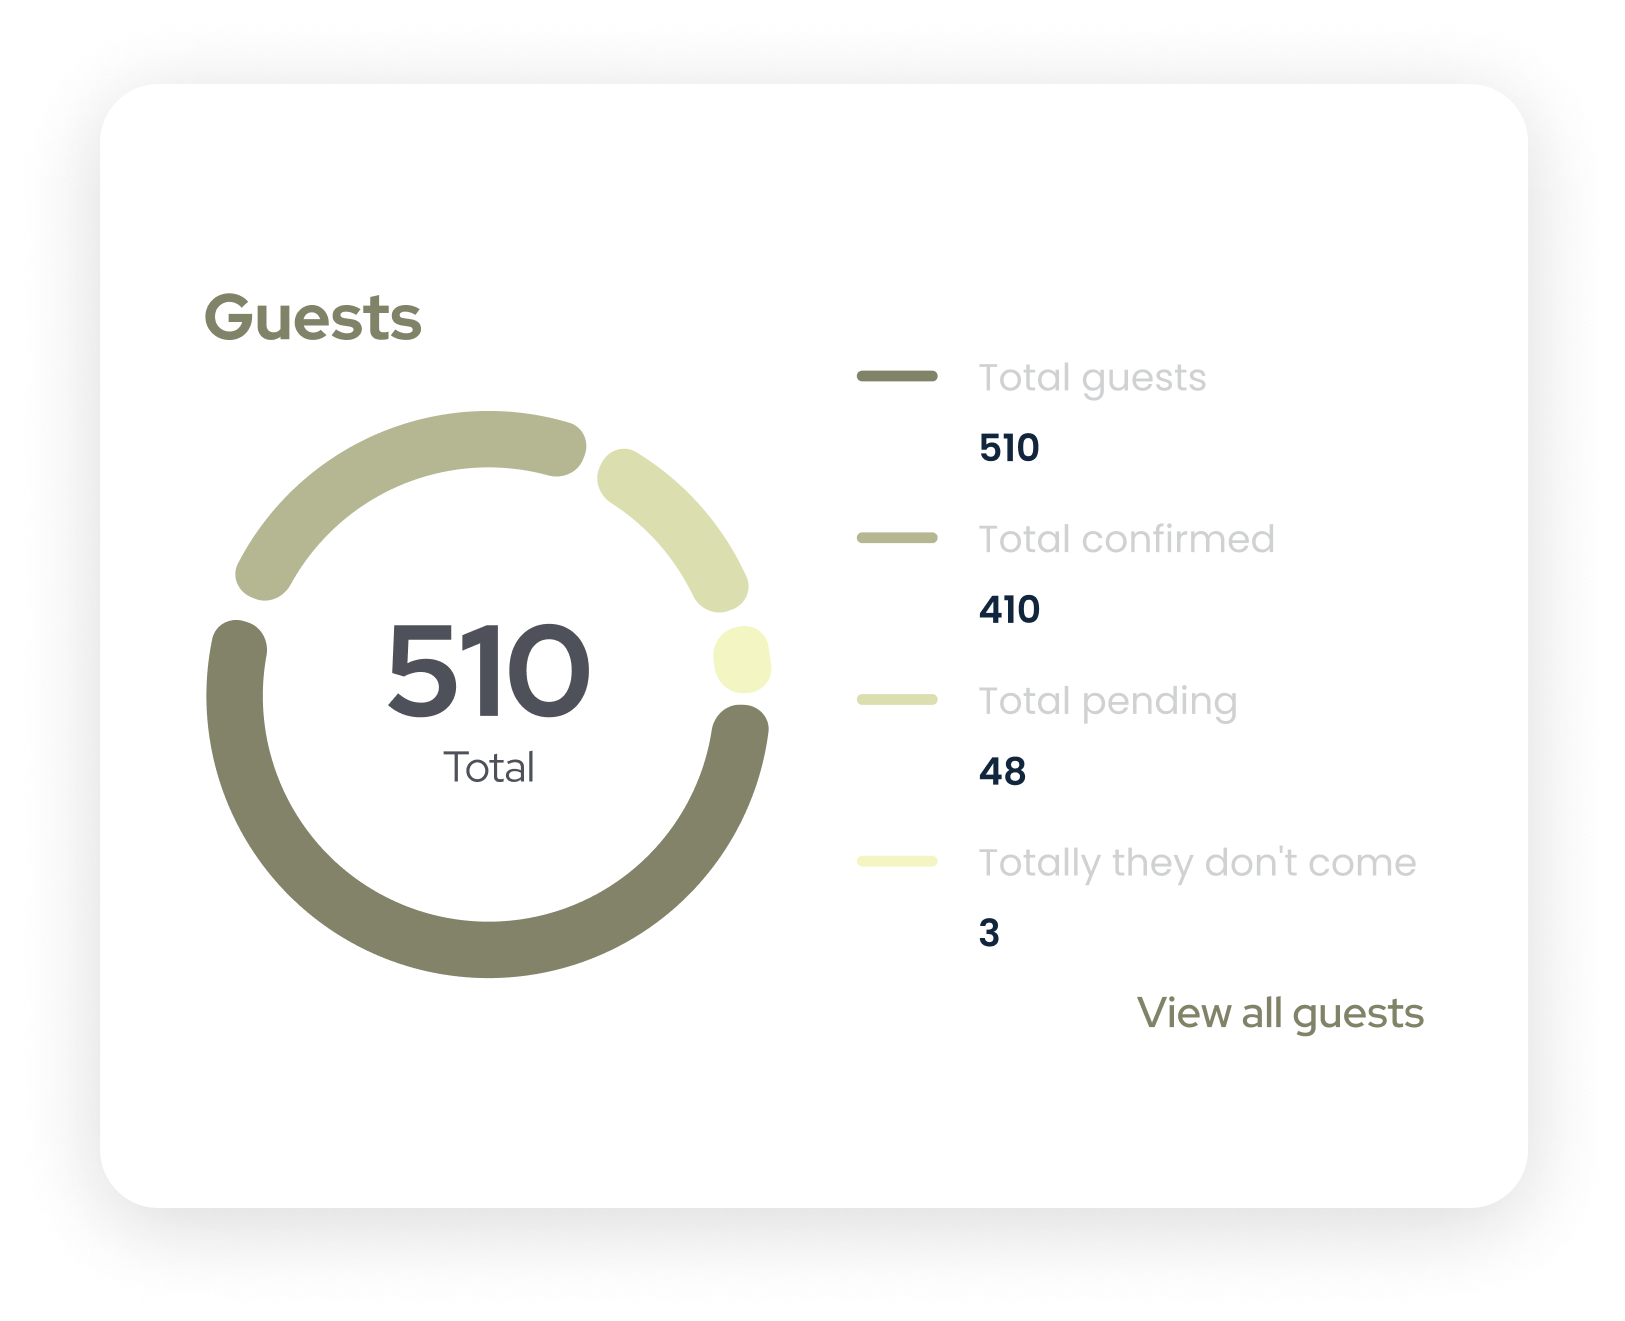 Guests
510
Total
Total guests
510
Total confirmed
410
Total pending
48
Totally they don't come
3
View all guests